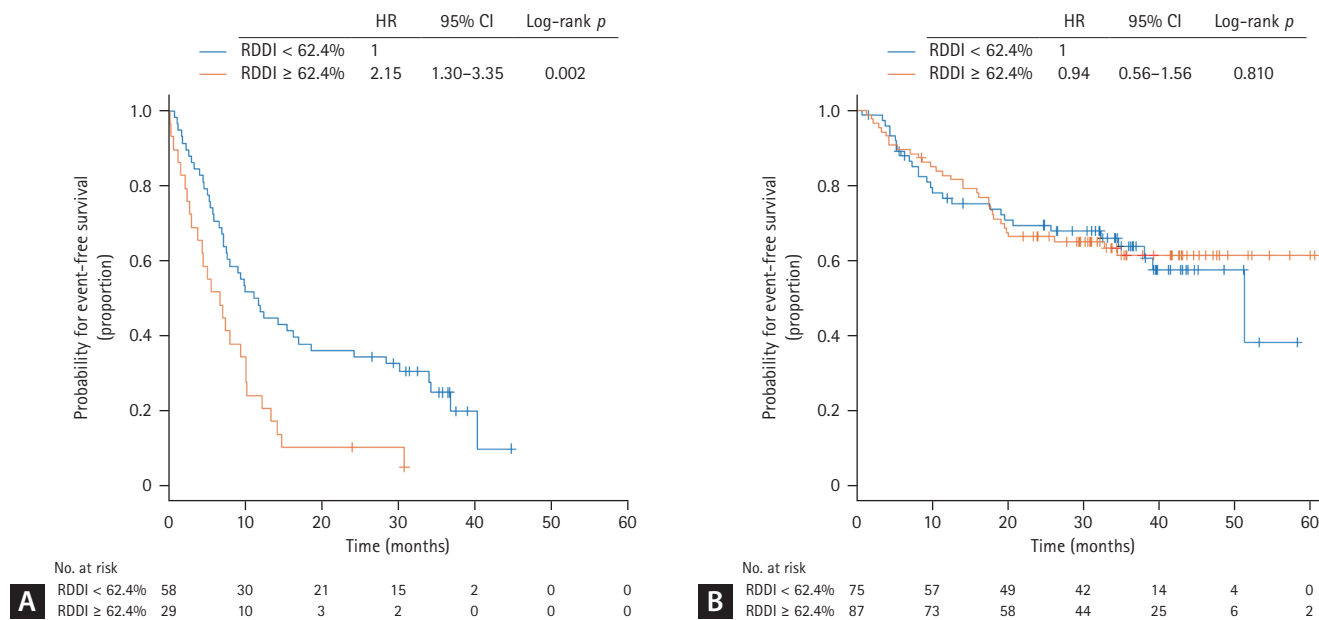 HR 95% CI Log-rank p
RDDI < 62.4% 1
RDDI ≥ 62.4% 2.15 1.30–3.35 0.002
1.0
0.8
0.6
0.4
0.2
0
Probability for event-free survival
(proportion)
0 10 20 30 40 50 60
Time (months)
No. at risk
RDDI < 62.4% 58 30 21 15 2 0 0
RDDI ≥ 62.4% 29 10 3 2 0 0 0
A
HR 95% CI Log-rank p
RDDI < 62.4% 1
RDDI ≥ 62.4% 0.94 0.56–1.56 0.810
1.0
0.8
0.6
0.4
0.2
0
Probability for event-free survival
(proportion)
0 10 20 30 40 50 60
Time (months)
No. at risk
RDDI < 62.4% 75 57 49 42 14 4 0
RDDI ≥ 62.4% 87 73 58 44 25 6 2
B